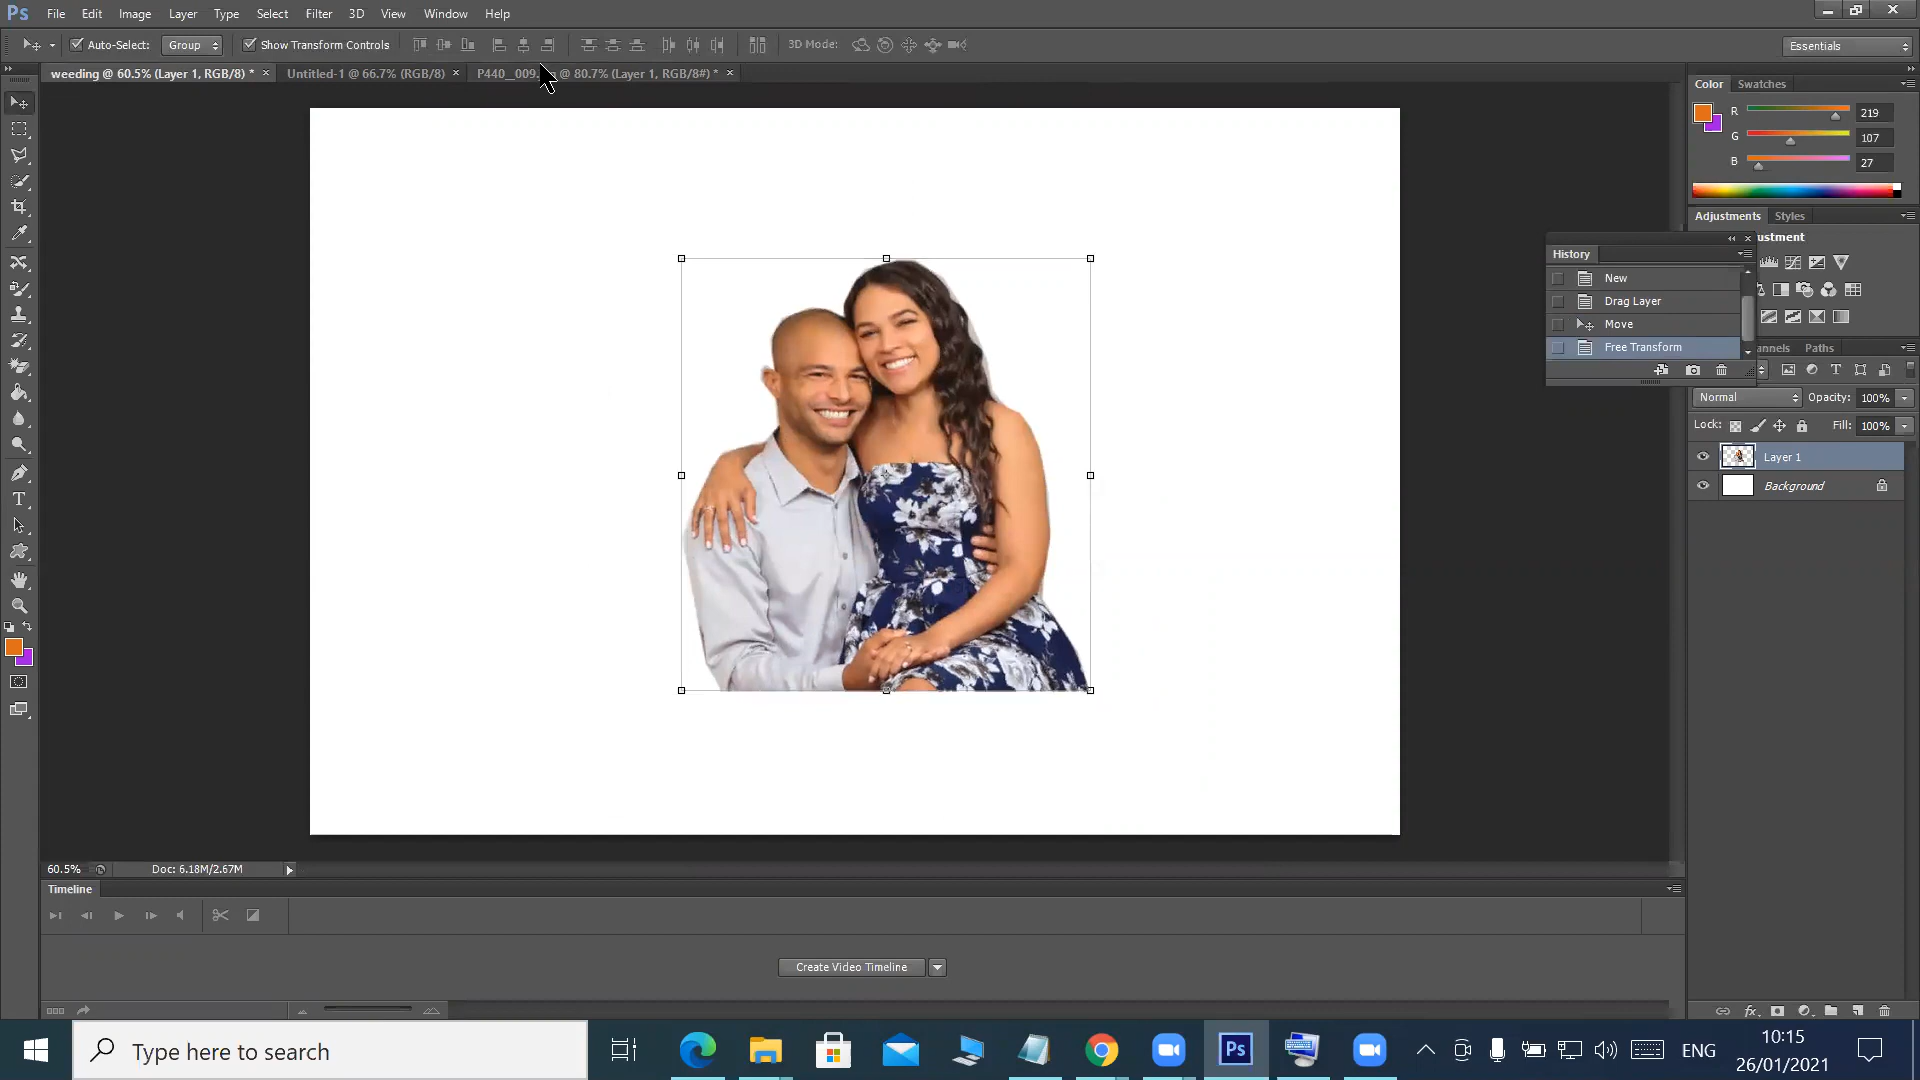 Ps File Edit Image Layer Type Select Filter 3D View Window Help
Auto-Select: Group Show Transform Controls 3D Mode: Essentials
weeding @ 60.5% (Layer 1, RGB/8) * × Untitled-1 @ 66.7% (RGB/8) × P440_009. @ 80.7% (Layer 1, RGB/8#) * ×
Color Swatches
R 219
G 107
B 27
Adjustments Styles
ustment
History
New
Drag Layer
Move
Free Transform
annels Paths
Normal Opacity: 100%
Lock: Fill: 100%
Layer 1
Background
T
60.5% Doc: 6.18M/2.67M
Timeline
Create Video Timeline
Type here to search
Ps
ENG
10:15
26/01/2021